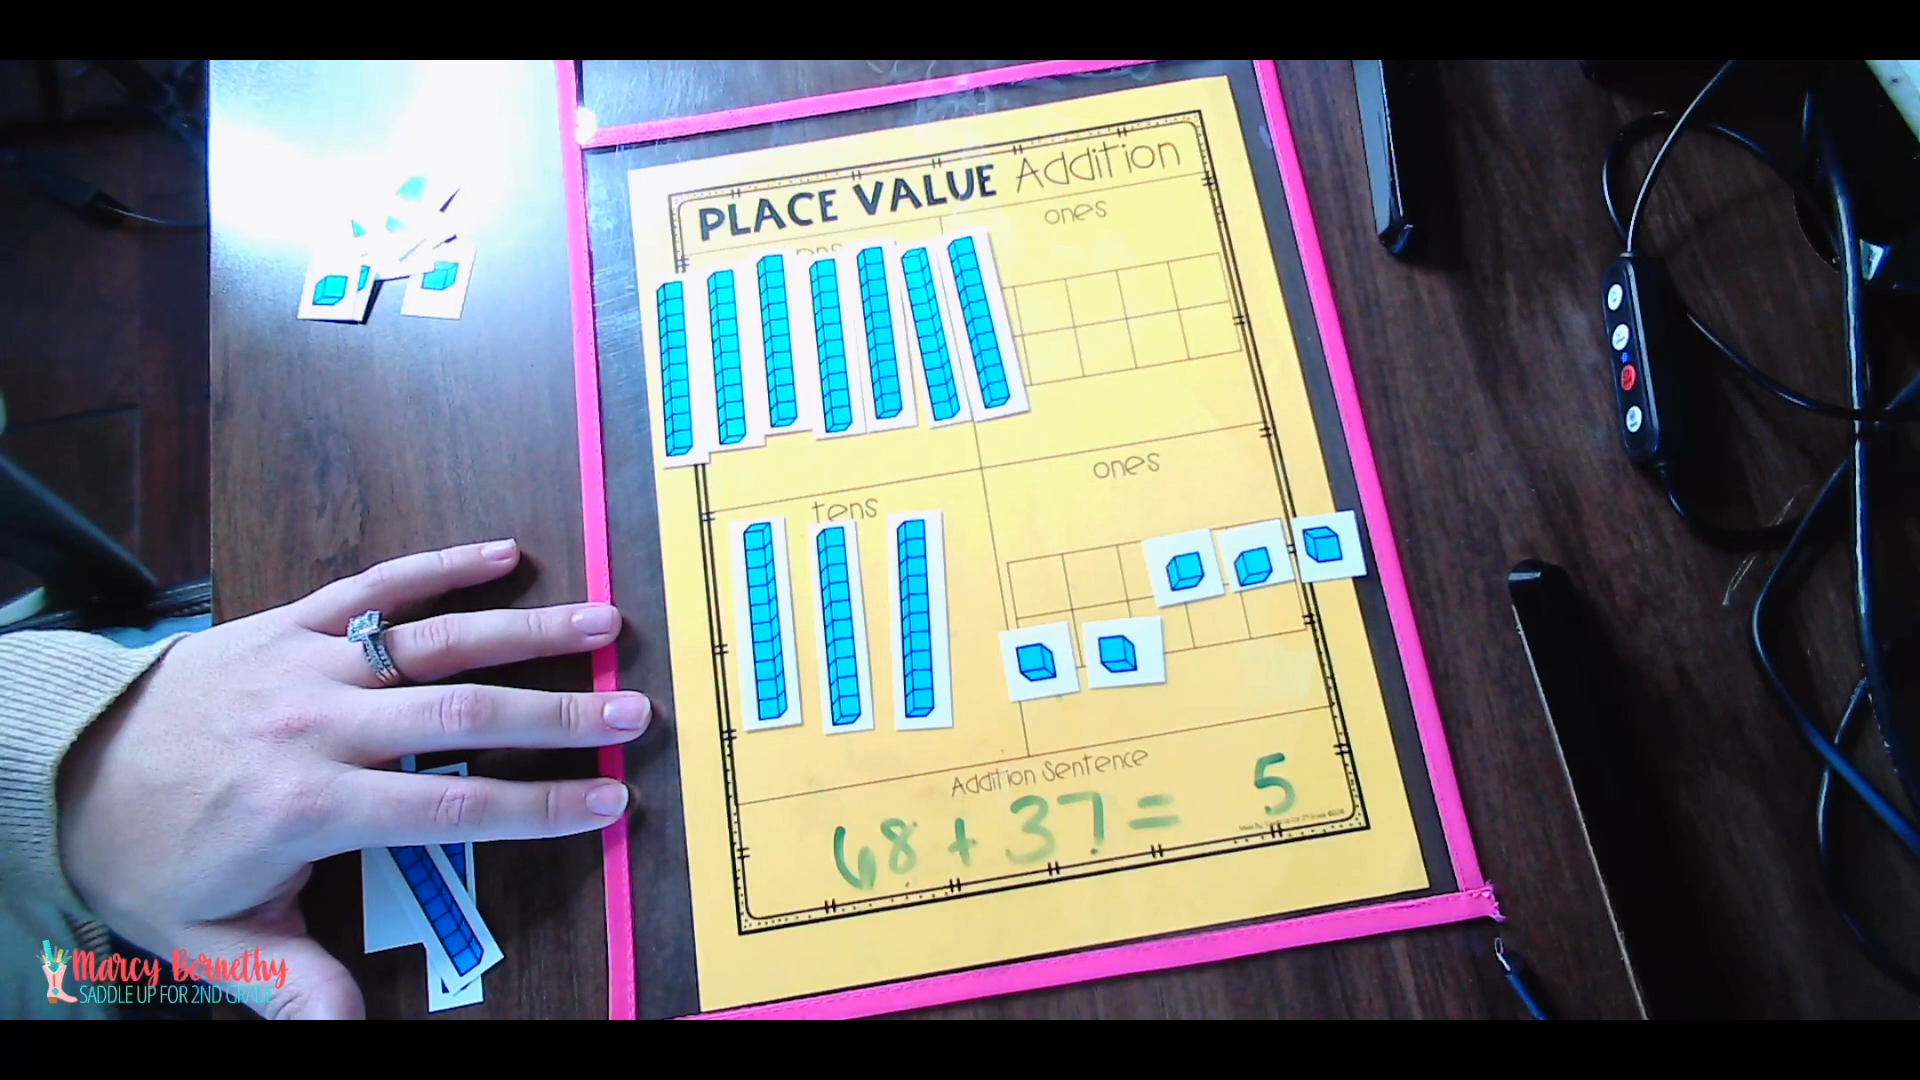 PLACE VALUE Addition
ones
tens
ones
Addition Sentence
68 + 37 = 5
Marcy Bernethy
SADDLE UP FOR 2ND GRADE